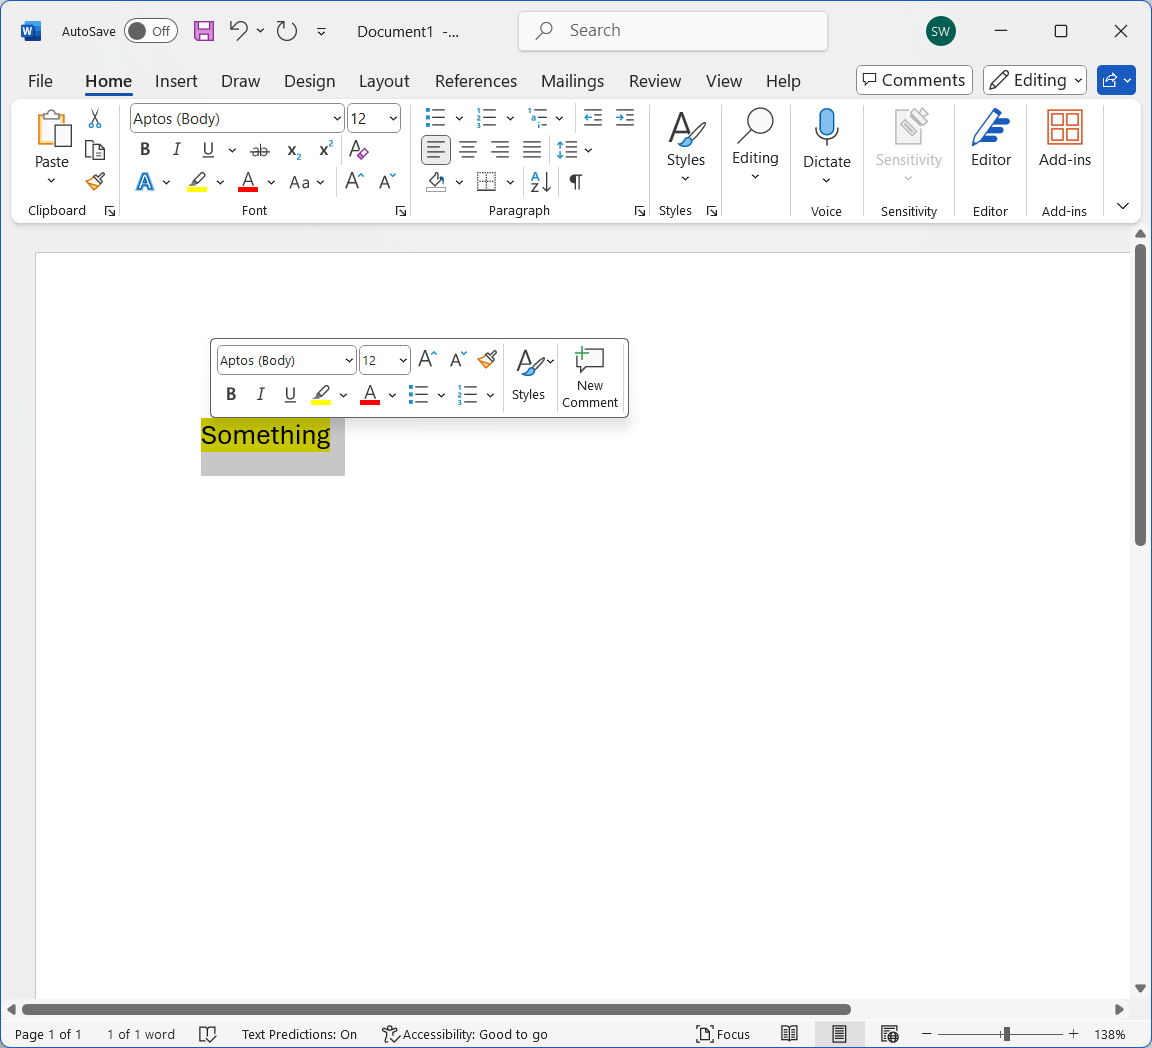 AutoSave Off Document1 -... Search SW
File Home Insert Draw Design Layout References Mailings Review View Help Comments Editing
Paste
Clipboard
Aptos (Body) 12
B I U ab x2 x2 A
A A Aa A A
Font
Paragraph
Styles
Styles
Editing
Dictate
Voice
Sensitivity
Sensitivity
Editor
Editor
Add-ins
Add-ins
Aptos (Body) 12 A A
B I U A
Styles
New
Comment
Something
Page 1 of 1 1 of 1 word Text Predictions: On Accessibility: Good to go Focus 138%